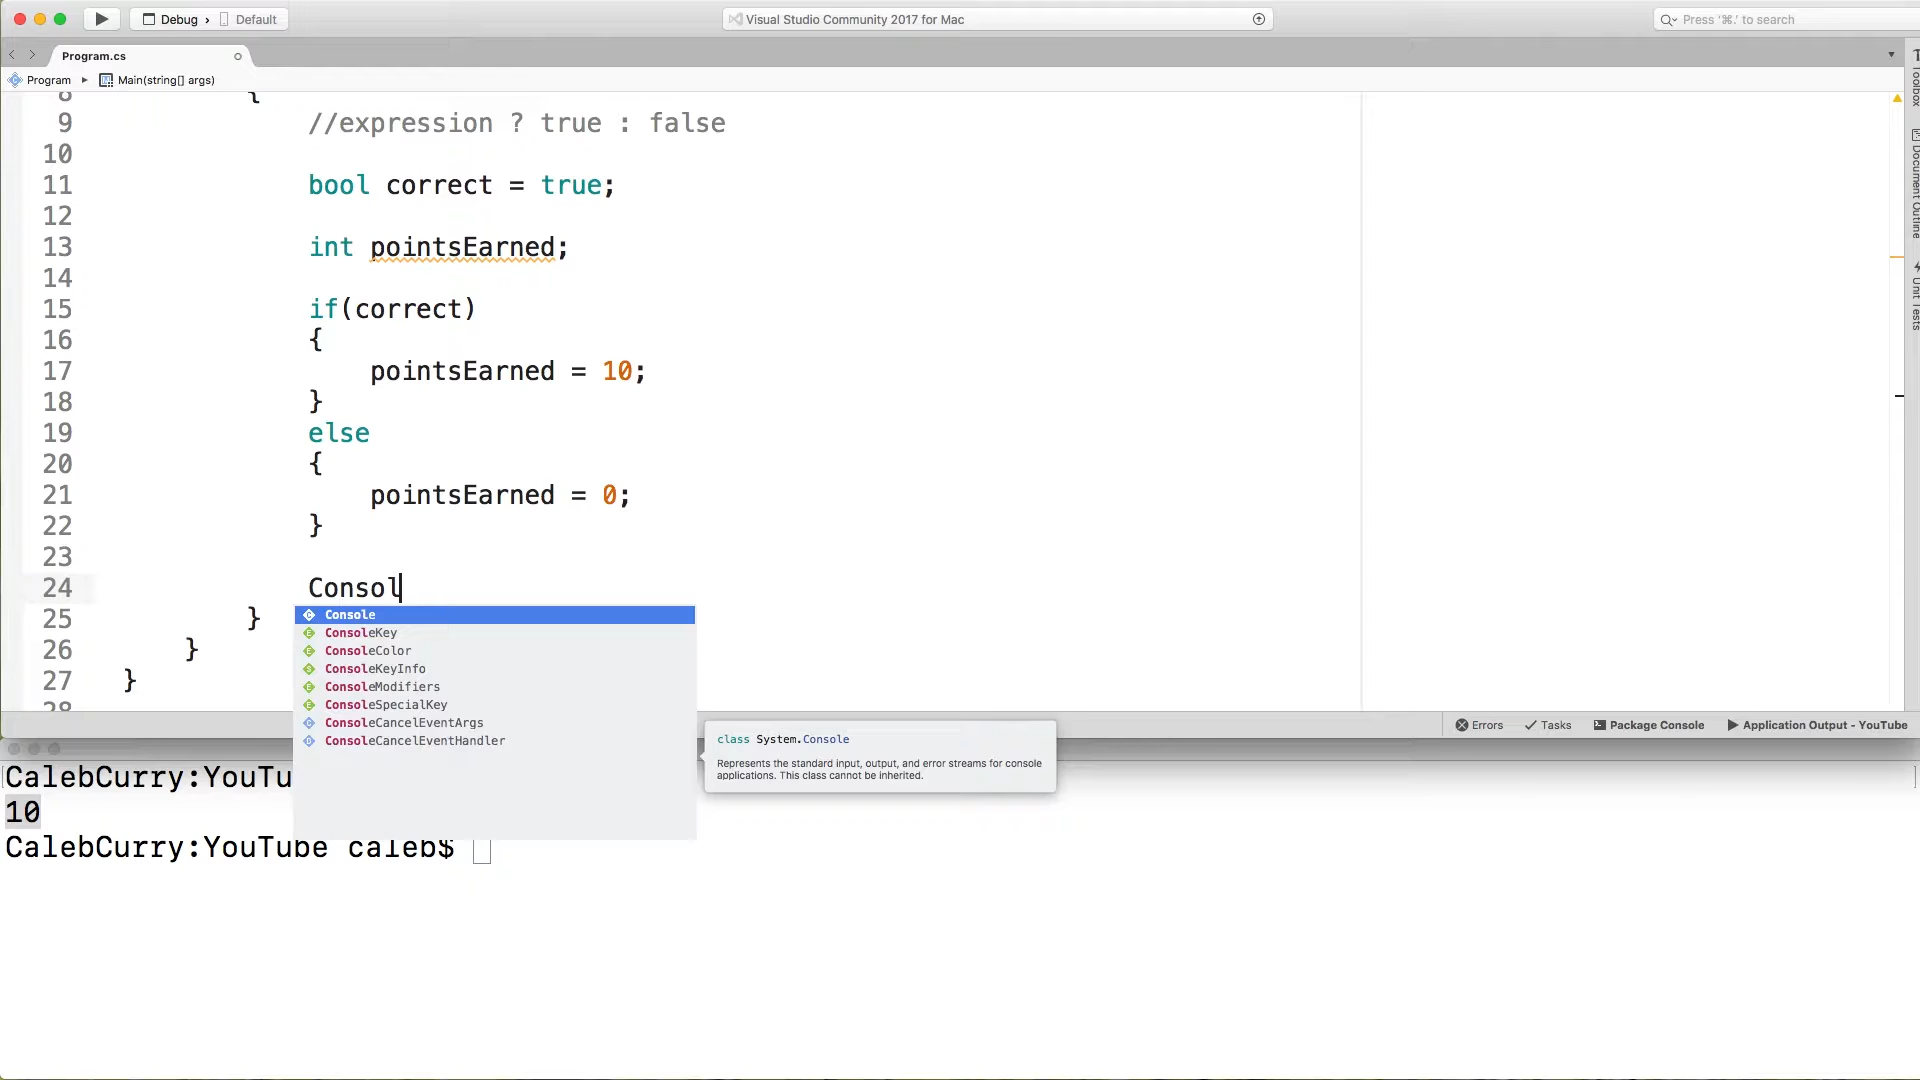 Debug › Default
Visual Studio Community 2017 for Mac
Press '⌘.' to search
Program.cs
Program ▸ Main(string[] args)
8 {
9 //expression ? true : false
10
11 bool correct = true;
12
13 int pointsEarned;
14
15 if(correct)
16 {
17 pointsEarned = 10;
18 }
19 else
20 {
21 pointsEarned = 0;
22 }
23
24 Consol
25 }
26 }
27 }
28
Console
ConsoleKey
ConsoleColor
ConsoleKeyInfo
ConsoleModifiers
ConsoleSpecialKey
ConsoleCancelEventArgs
ConsoleCancelEventHandler
class System.Console
Represents the standard input, output, and error streams for console
applications. This class cannot be inherited.
Toolbox
Document Outline
Unit Tests
Errors Tasks Package Console Application Output - YouTube
CalebCurry:YouTu
10
CalebCurry:YouTube caleb$